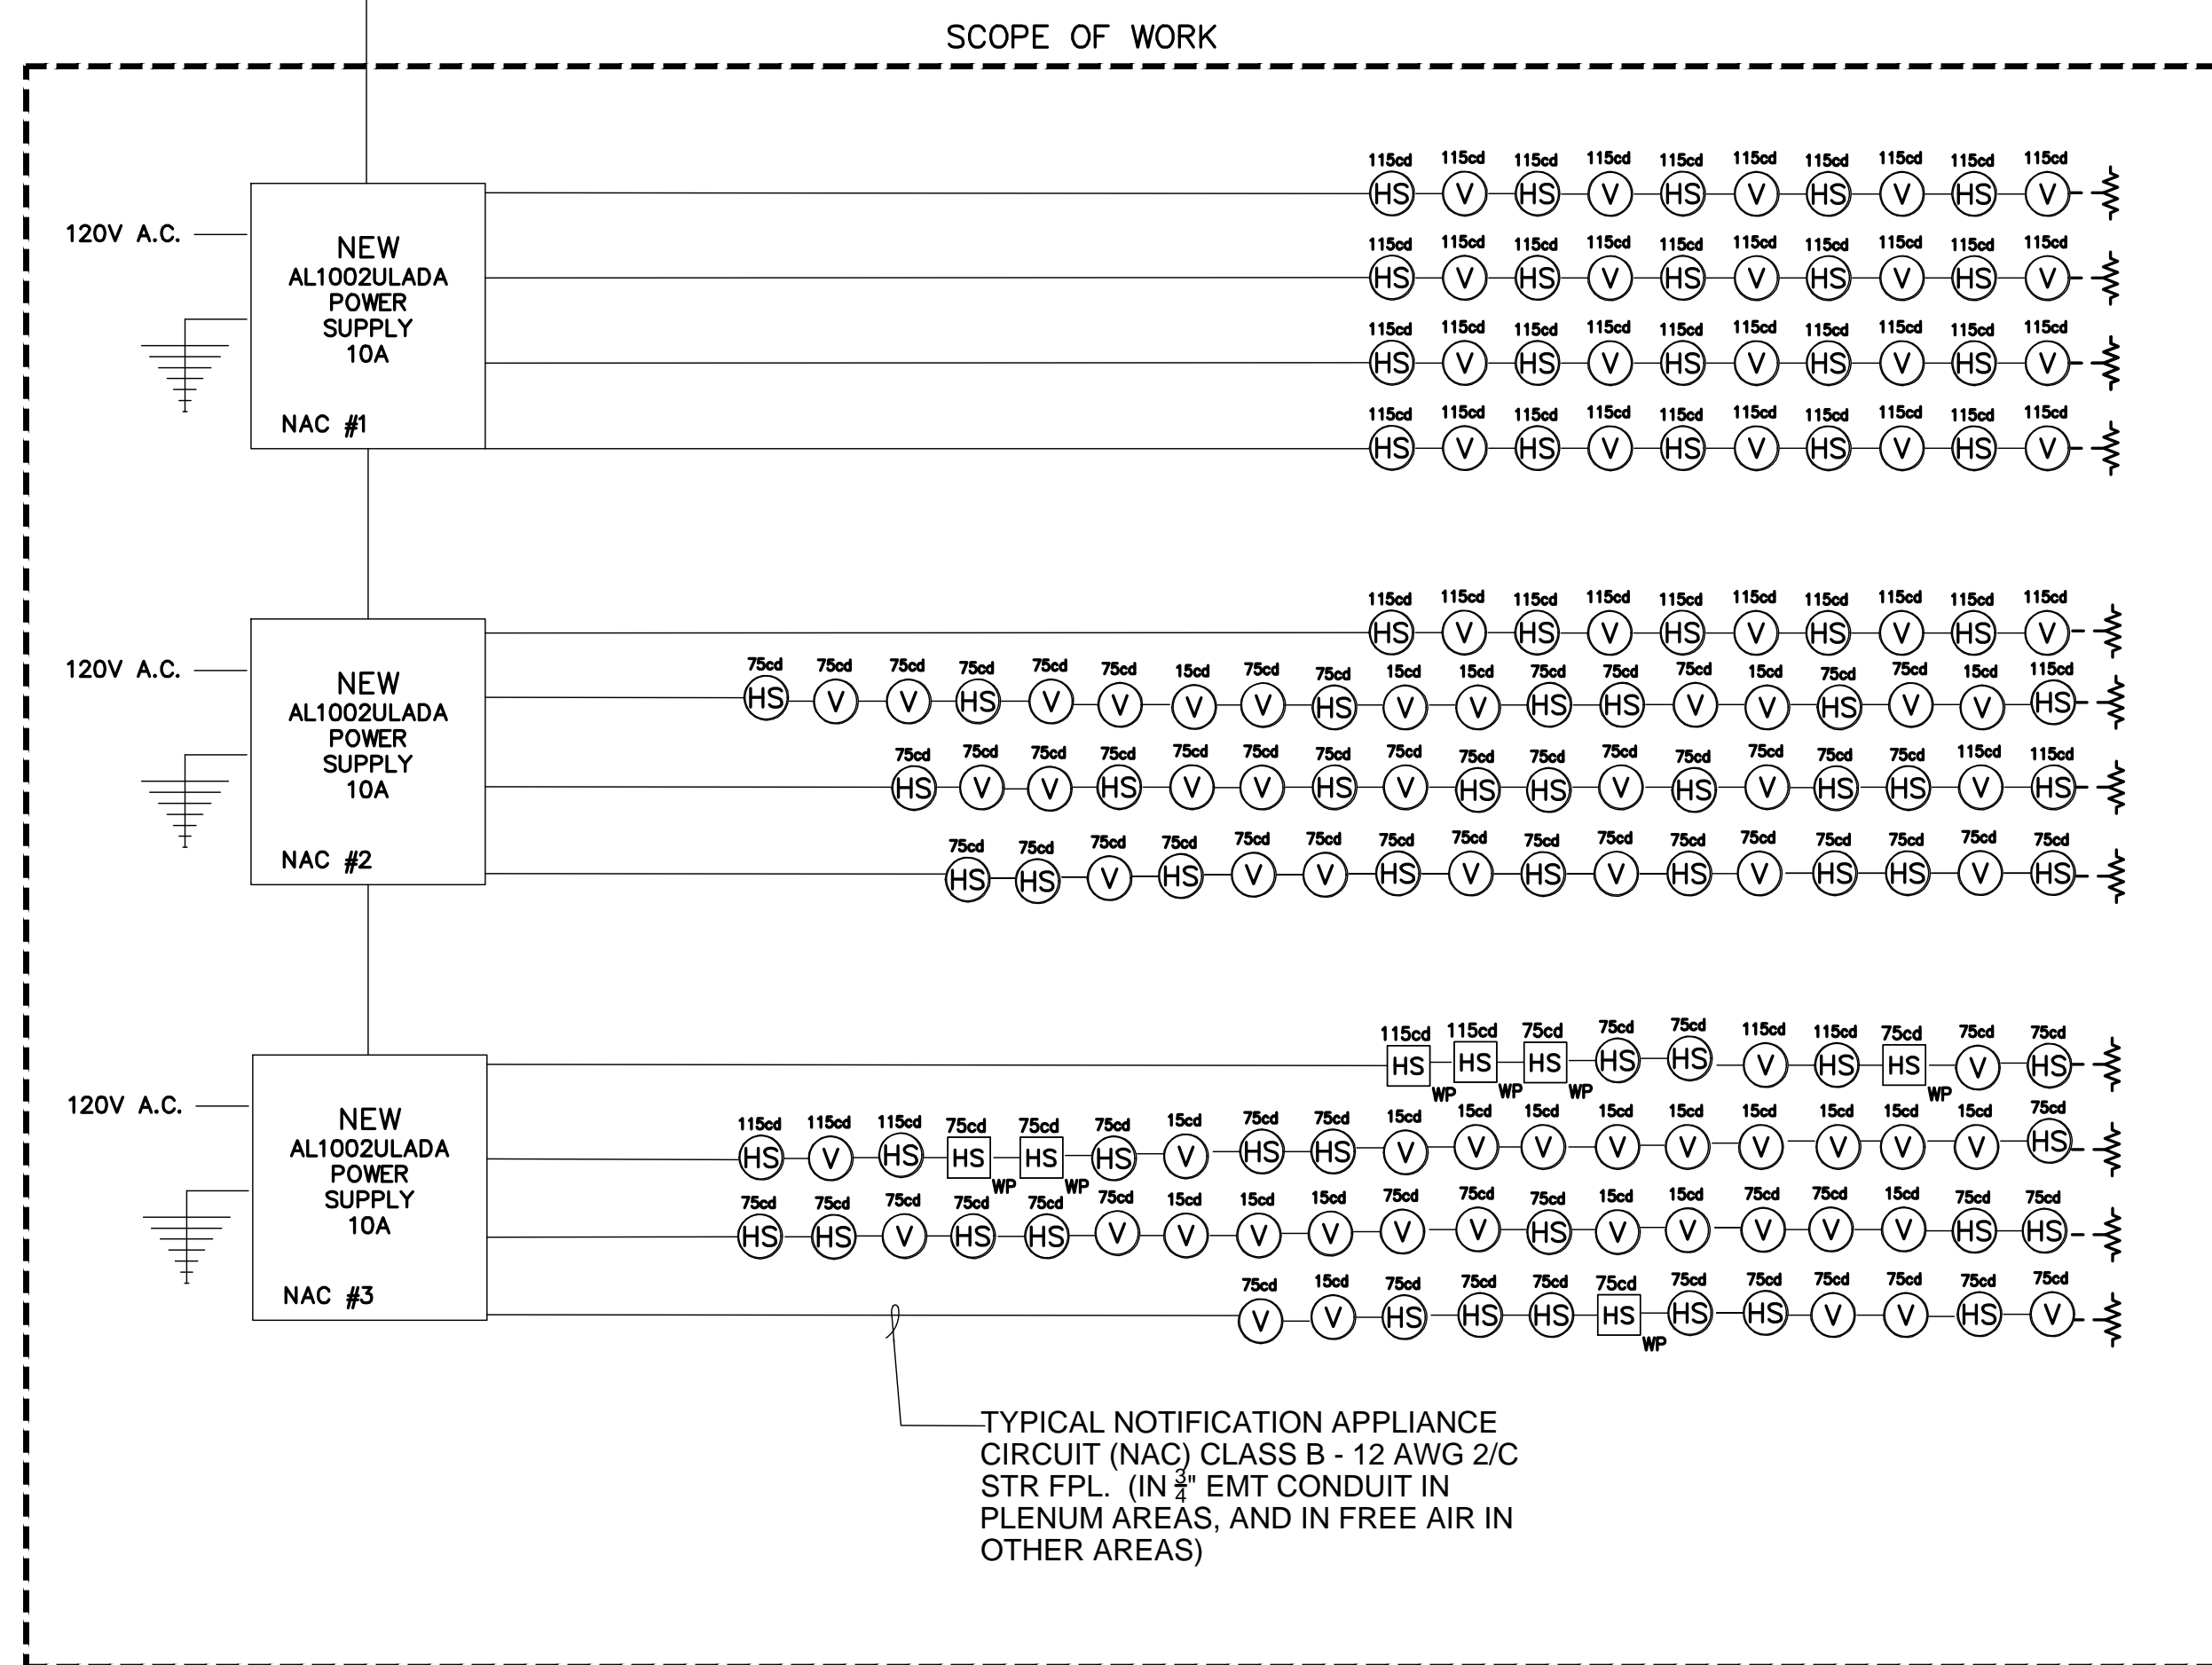 SCOPE OF WORK
115cd 115cd 115cd 115cd 115cd 115cd 115cd 115cd 115cd 115cd
HS V HS V HS V HS V HS V
120V A.C.
NEW
AL1002ULADA
POWER
SUPPLY
10A
NAC #1
115cd 115cd 115cd 115cd 115cd 115cd 115cd 115cd 115cd 115cd
HS V HS V HS V HS V HS V
115cd 115cd 115cd 115cd 115cd 115cd 115cd 115cd 115cd 115cd
HS V HS V HS V HS V HS V
115cd 115cd 115cd 115cd 115cd 115cd 115cd 115cd 115cd 115cd
HS V HS V HS V HS V HS V
115cd 115cd 115cd 115cd 115cd 115cd 115cd 115cd 115cd 115cd
HS V HS V HS V HS V HS V
120V A.C.
NEW
AL1002ULADA
POWER
SUPPLY
10A
NAC #2
75cd 75cd 75cd 75cd 75cd 75cd 15cd 75cd 75cd 15cd 15cd 75cd 75cd 75cd 15cd 75cd 75cd 15cd 115cd
HS V V HS V V V V HS V V HS HS V V HS V V HS
75cd 75cd 75cd 75cd 75cd 75cd 75cd 75cd 75cd 75cd 75cd 75cd 75cd 75cd 75cd 115cd 115cd
HS V V HS V V HS V HS HS V HS V HS HS V HS
75cd 75cd 75cd 75cd 75cd 75cd 75cd 75cd 75cd 75cd 75cd 75cd 75cd 75cd 75cd 75cd
HS HS V HS V V HS V HS V HS V HS HS V HS
115cd 115cd 75cd 75cd 75cd 115cd 115cd 75cd 75cd 75cd
HS HS HS HS HS V HS HS V HS
WP WP WP WP
120V A.C.
NEW
AL1002ULADA
POWER
SUPPLY
10A
NAC #3
115cd 115cd 115cd 75cd 75cd 75cd 15cd 75cd 75cd 15cd 15cd 15cd 15cd 15cd 15cd 15cd 15cd 15cd 75cd
HS V HS HS HS HS V HS HS V V V V V V V V V HS
WP WP
75cd 75cd 75cd 75cd 75cd 75cd 15cd 15cd 15cd 75cd 75cd 75cd 15cd 15cd 75cd 75cd 15cd 75cd 75cd
HS HS V HS HS V V V V V V HS V V V V V HS HS
75cd 15cd 75cd 75cd 75cd 75cd 75cd 75cd 75cd 75cd 75cd 75cd
V V HS HS HS HS HS HS V V HS V
WP
TYPICAL NOTIFICATION APPLIANCE
CIRCUIT (NAC) CLASS B - 12 AWG 2/C
STR FPL. (IN 3/4" EMT CONDUIT IN
PLENUM AREAS, AND IN FREE AIR IN
OTHER AREAS)